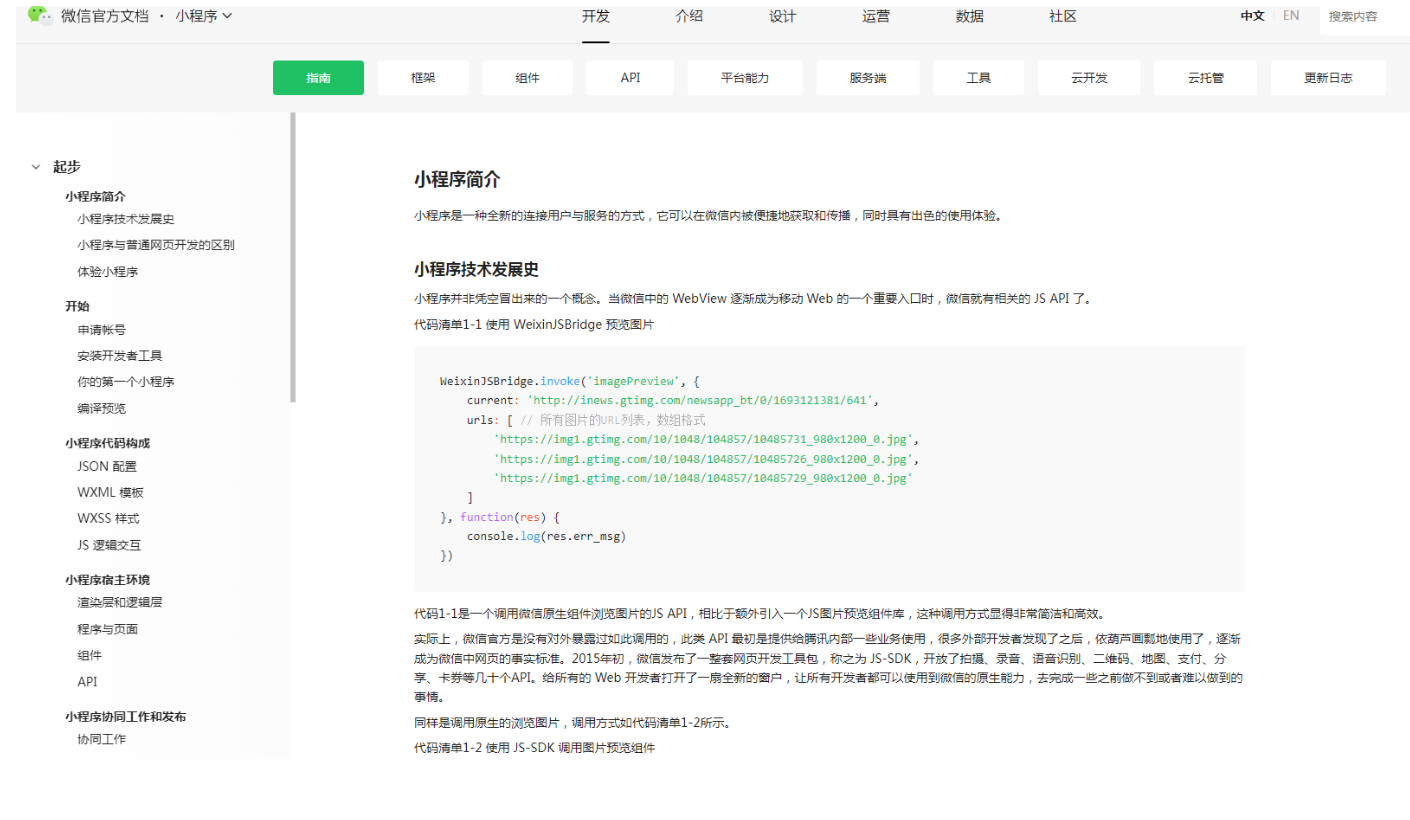 微信官方文档 · 小程序
开发 介绍 设计 运营 数据 社区
中文 EN 搜索内容
指南 框架 组件 API 平台能力 服务端 工具 云开发 云托管 更新日志
起步
小程序简介
小程序技术发展史
小程序与普通网页开发的区别
体验小程序
开始
申请帐号
安装开发者工具
你的第一个小程序
编译预览
小程序代码构成
JSON 配置
WXML 模板
WXSS 样式
JS 逻辑交互
小程序宿主环境
渲染层和逻辑层
程序与页面
组件
API
小程序协同工作和发布
协同工作
小程序简介
小程序是一种全新的连接用户与服务的方式，它可以在微信内被便捷地获取和传播，同时具有出色的使用体验。
小程序技术发展史
小程序并非凭空冒出来的一个概念。当微信中的 WebView 逐渐成为移动 Web 的一个重要入口时，微信就有相关的 JS API 了。
代码清单1-1 使用 WeixinJSBridge 预览图片
WeixinJSBridge.invoke('imagePreview', {
current: 'http://inews.gtimg.com/newsapp_bt/0/1693121381/641',
urls: [ // 所有图片的URL列表，数组格式
'https://img1.gtimg.com/10/1048/104857/10485731_980x1200_0.jpg',
'https://img1.gtimg.com/10/1048/104857/10485726_980x1200_0.jpg',
'https://img1.gtimg.com/10/1048/104857/10485729_980x1200_0.jpg'
]
}, function(res) {
console.log(res.err_msg)
})
代码1-1是一个调用微信原生组件浏览图片的JS API，相比于额外引入一个JS图片预览组件库，这种调用方式显得非常简洁和高效。
实际上，微信官方是没有对外暴露过如此调用的，此类 API 最初是提供给腾讯内部一些业务使用，很多外部开发者发现了之后，依葫芦画瓢地使用了，逐渐
成为微信中网页的事实标准。2015年初，微信发布了一整套网页开发工具包，称之为 JS-SDK，开放了拍摄、录音、语音识别、二维码、地图、支付、分
享、卡券等几十个API。给所有的 Web 开发者打开了一扇全新的窗户，让所有开发者都可以使用到微信的原生能力，去完成一些之前做不到或者难以做到的
事情。
同样是调用原生的浏览图片，调用方式如代码清单1-2所示。
代码清单1-2 使用 JS-SDK 调用图片预览组件